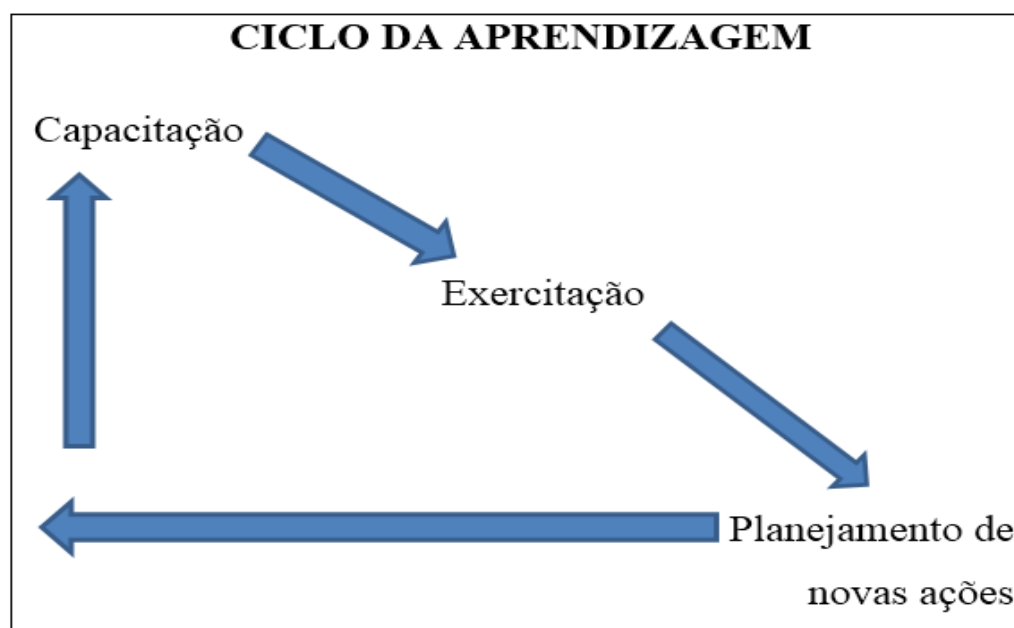 CICLO DA APRENDIZAGEM
Capacitação
Exercitação
Planejamento de
novas ações